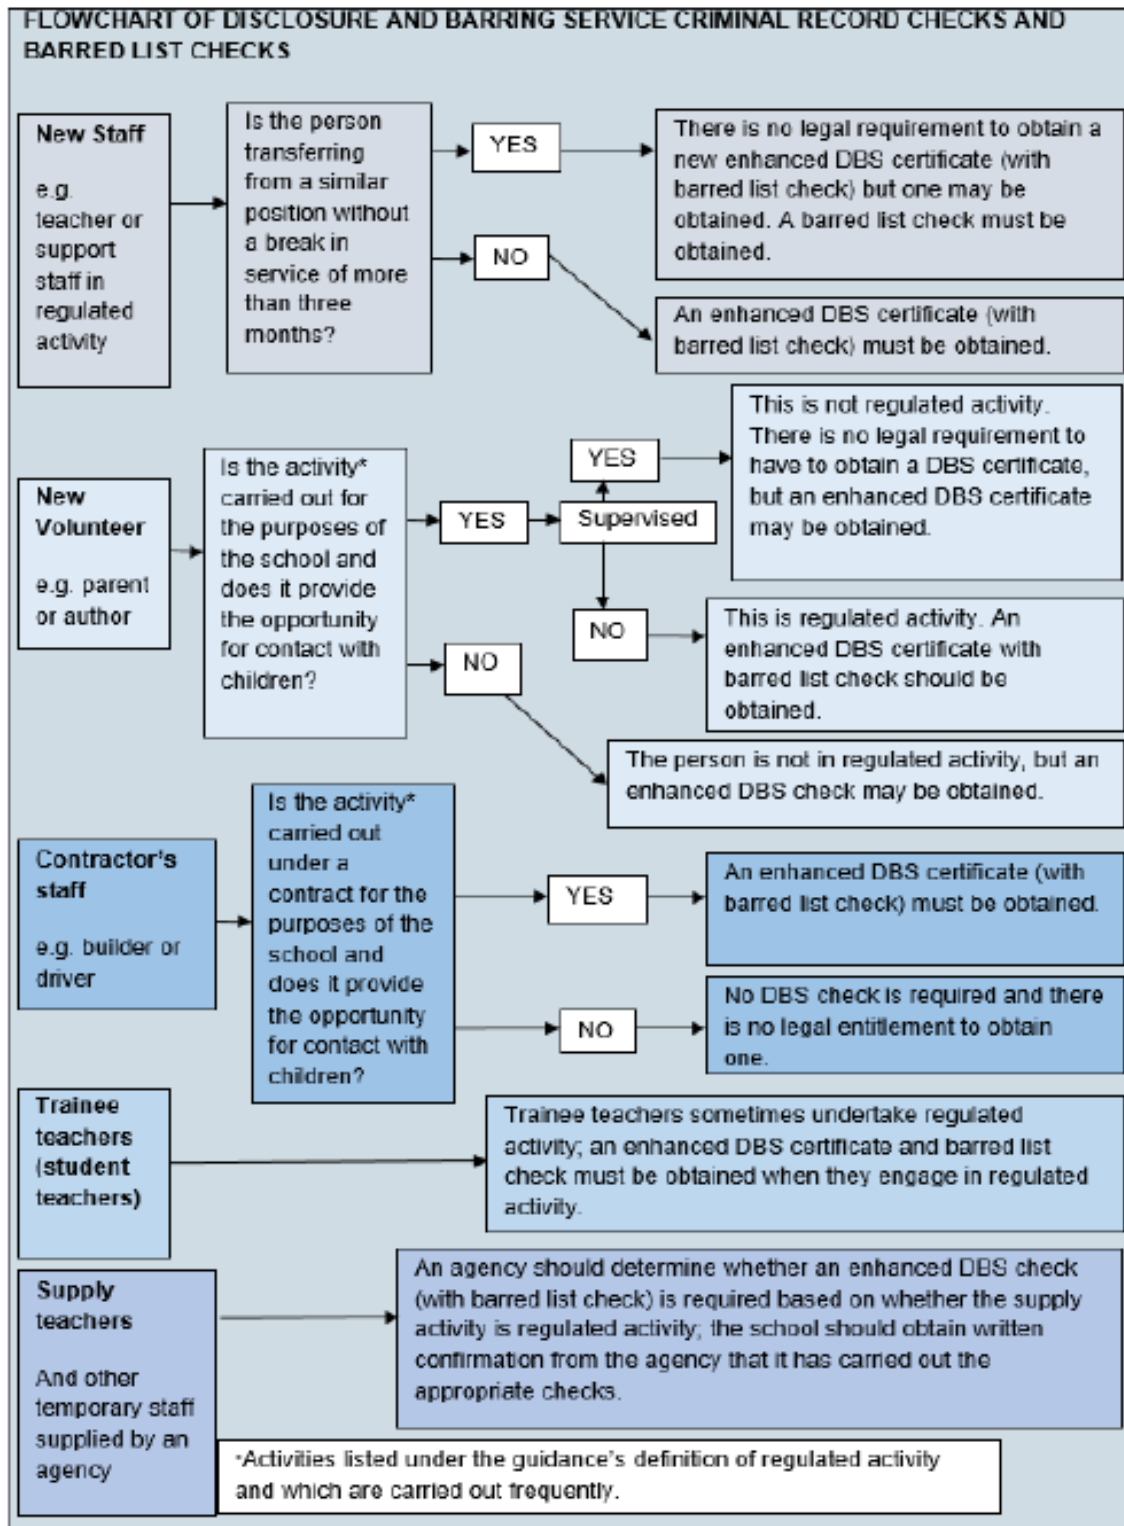 FLOWCHART OF DISCLOSURE AND BARRING SERVICE CRIMINAL RECORD CHECKS AND
BARRED LIST CHECKS
New Staff
e.g.
teacher or
support
staff in
regulated
activity
Is the person
transferring
from a similar
position without
a break in
service of more
than three
months?
YES
There is no legal requirement to obtain a
new enhanced DBS certificate (with
barred list check) but one may be
obtained. A barred list check must be
obtained.
NO
An enhanced DBS certificate (with
barred list check) must be obtained.
New
Volunteer
e.g. parent
or author
Is the activity*
carried out for
the purposes of
the school and
does it provide
the opportunity
for contact with
children?
YES
Supervised
YES
This is not regulated activity.
There is no legal requirement to
have to obtain a DBS certificate,
but an enhanced DBS certificate
may be obtained.
NO
This is regulated activity. An
enhanced DBS certificate with
barred list check should be
obtained.
NO
The person is not in regulated activity, but an
enhanced DBS check may be obtained.
Contractor's
staff
e.g. builder or
driver
Is the activity*
carried out
under a
contract for the
purposes of the
school and
does it provide
the opportunity
for contact with
children?
YES
An enhanced DBS certificate (with
barred list check) must be obtained.
NO
No DBS check is required and there
is no legal entitlement to obtain
one.
Trainee
teachers
(student
teachers)
Trainee teachers sometimes undertake regulated
activity; an enhanced DBS certificate and barred list
check must be obtained when they engage in regulated
activity.
Supply
teachers
And other
temporary staff
supplied by an
agency
An agency should determine whether an enhanced DBS check
(with barred list check) is required based on whether the supply
activity is regulated activity; the school should obtain written
confirmation from the agency that it has carried out the
appropriate checks.
*Activities listed under the guidance's definition of regulated activity
and which are carried out frequently.